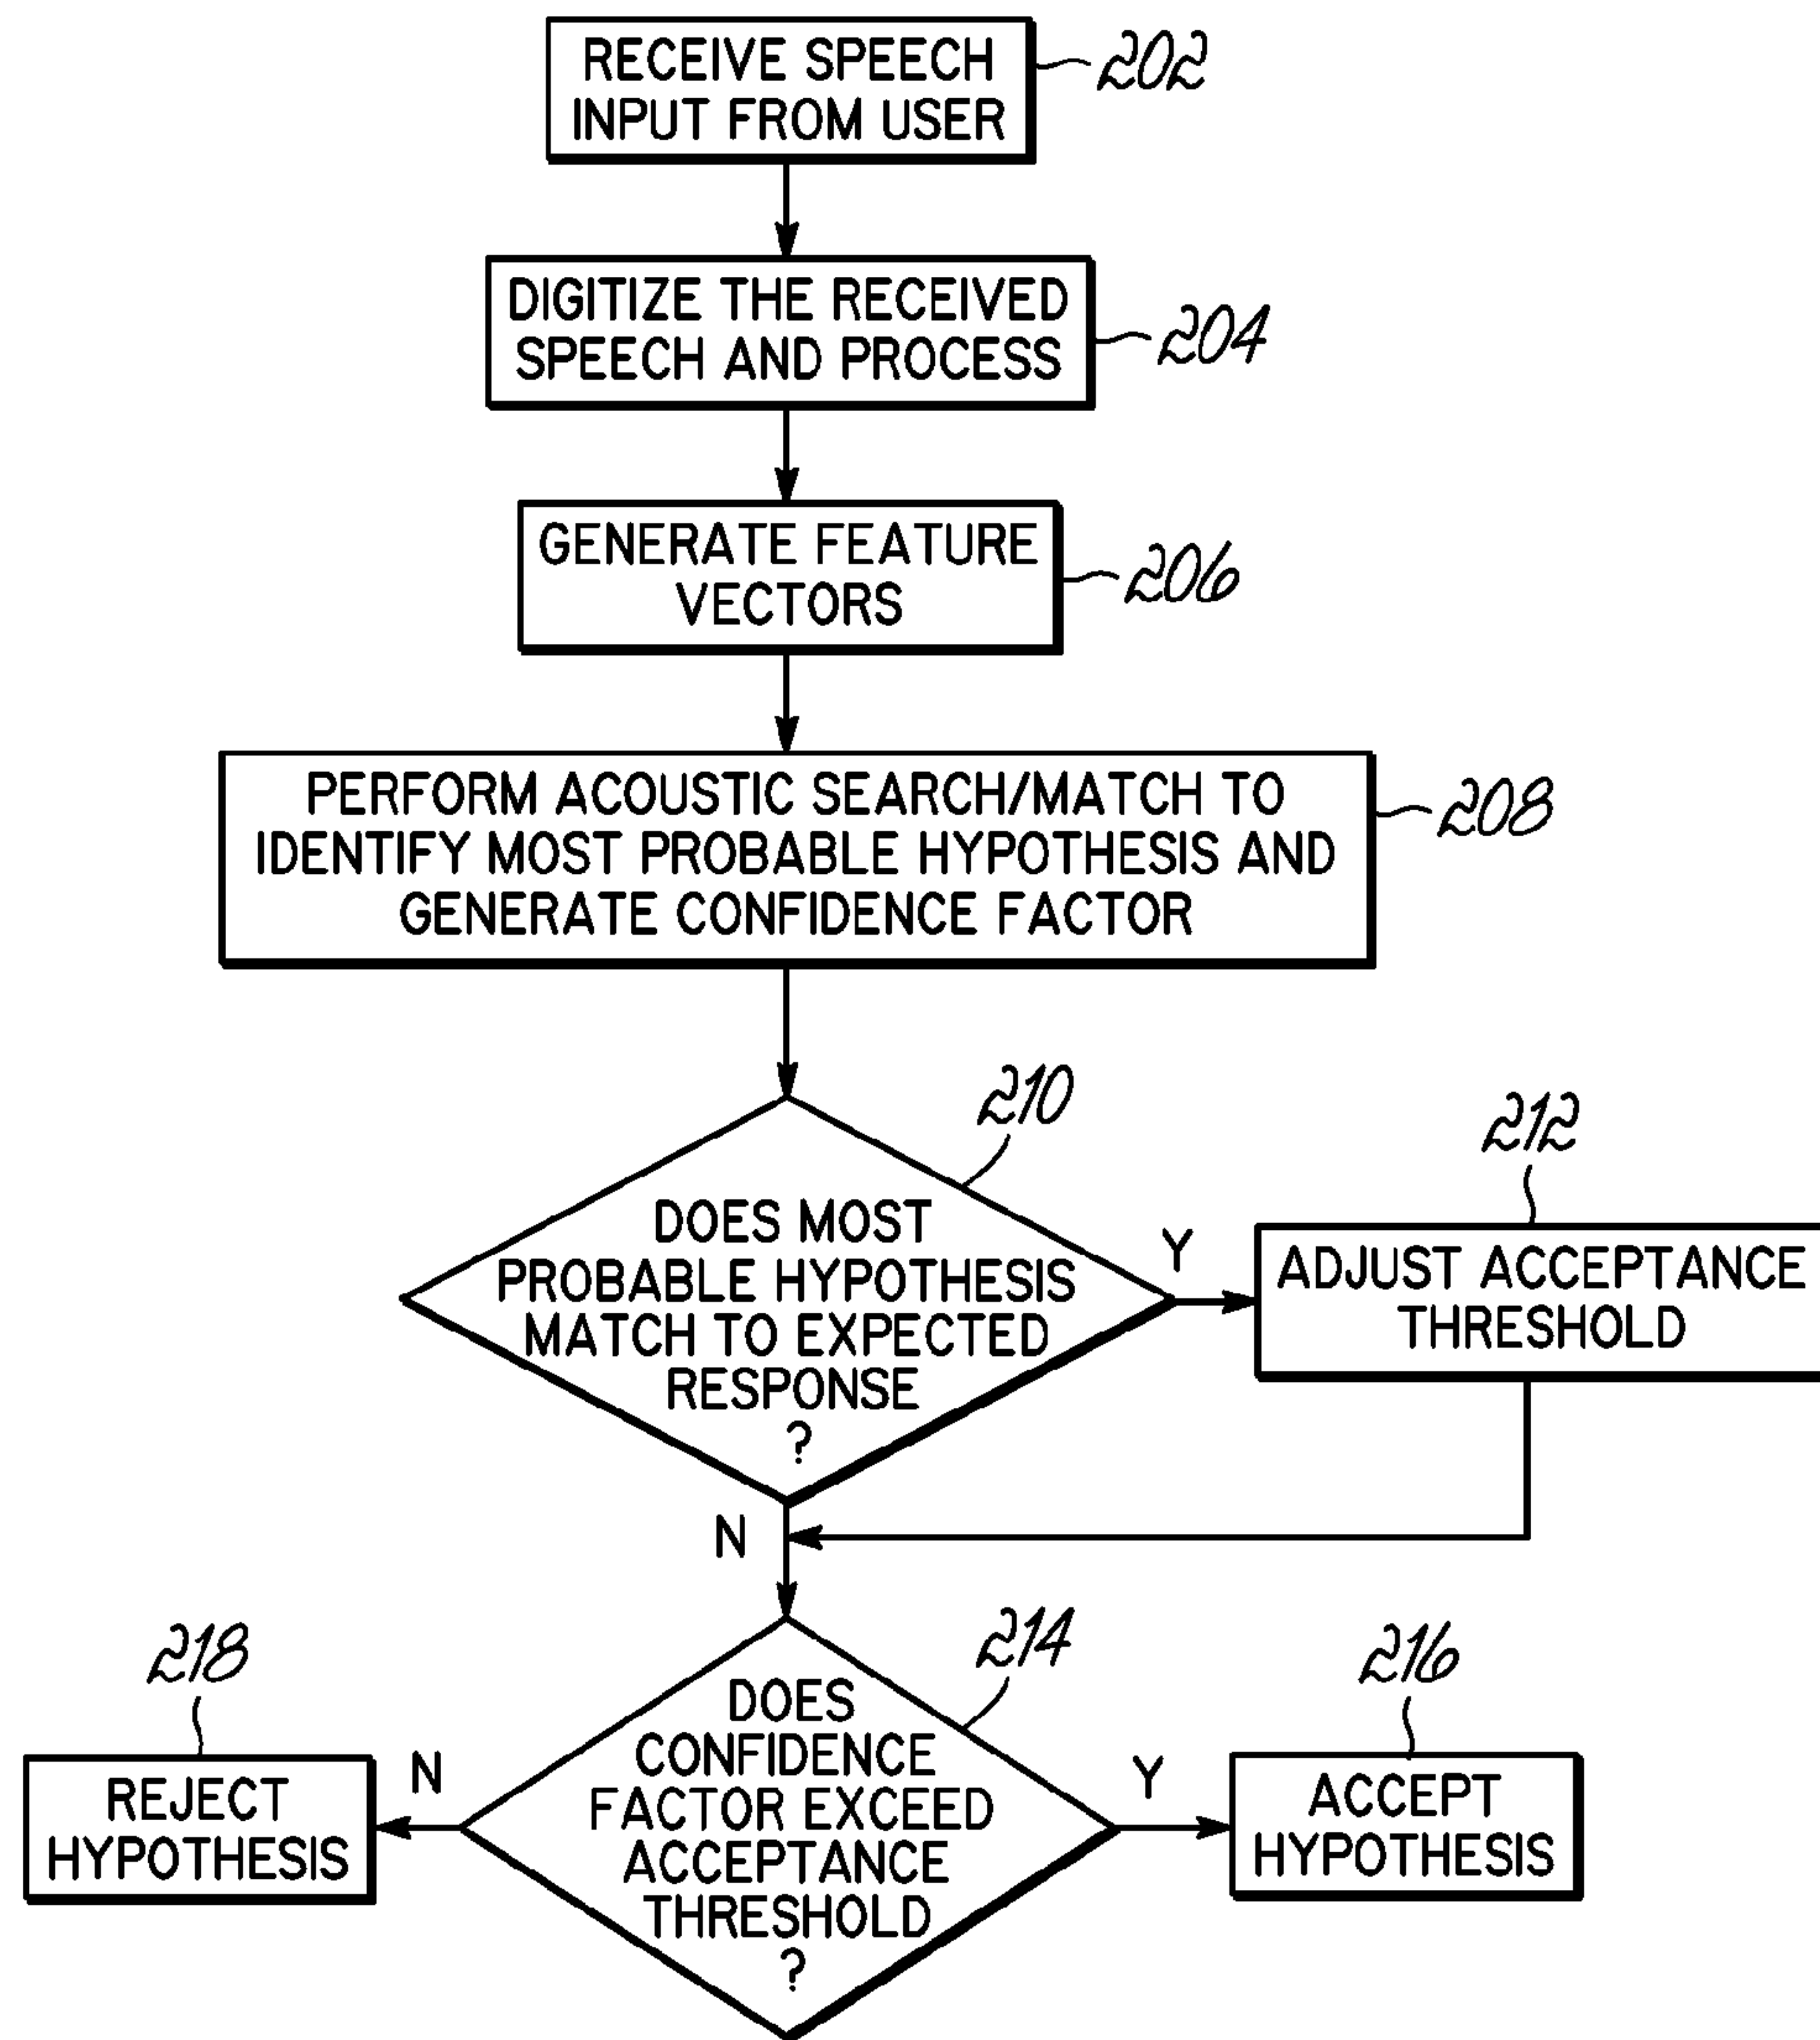 RECEIVE SPEECH
INPUT FROM USER
202
DIGITIZE THE RECEIVED
SPEECH AND PROCESS
204
GENERATE FEATURE
VECTORS
206
PERFORM ACOUSTIC SEARCH/MATCH TO
IDENTIFY MOST PROBABLE HYPOTHESIS AND
GENERATE CONFIDENCE FACTOR
208
210
DOES MOST
PROBABLE HYPOTHESIS
MATCH TO EXPECTED
RESPONSE
?
Y
212
ADJUST ACCEPTANCE
THRESHOLD
N
214
DOES
CONFIDENCE
FACTOR EXCEED
ACCEPTANCE
THRESHOLD
?
N
218
REJECT
HYPOTHESIS
Y
216
ACCEPT
HYPOTHESIS